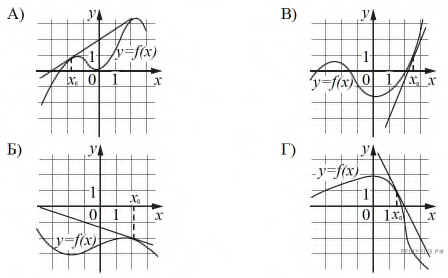 А)
y
y=f(x)
1
x₀ 0 1 x
В)
y
1
y=f(x) 0 1 x₀ x
Б)
y
1
x₀
0 1 x
y=f(x)
Г)
y
y=f(x)
1
0 1 x₀ x